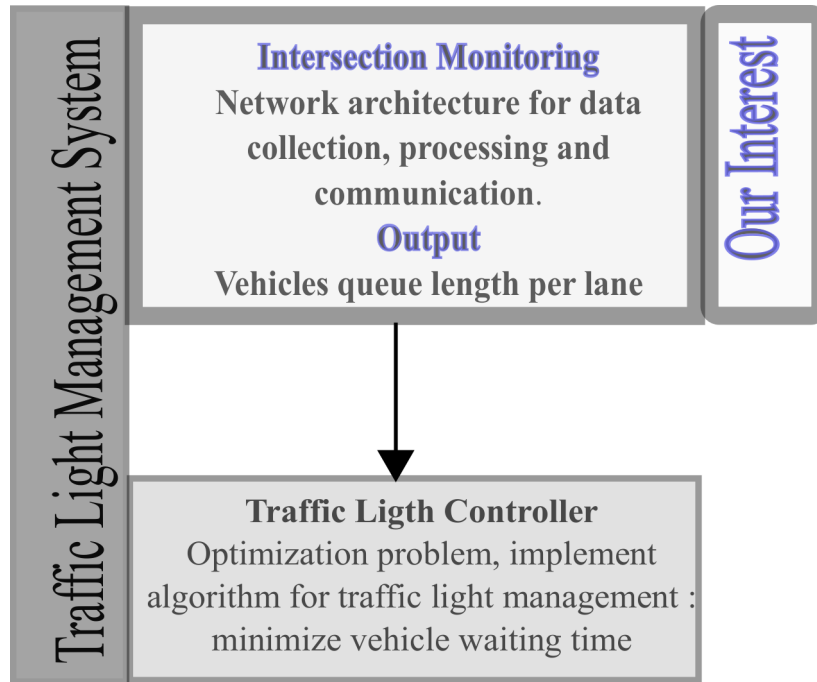 Traffic Light Management System
Intersection Monitoring
Network architecture for data
collection, processing and
communication.
Output
Vehicles queue length per lane
Our Interest
Traffic Ligth Controller
Optimization problem, implement
algorithm for traffic light management :
minimize vehicle waiting time